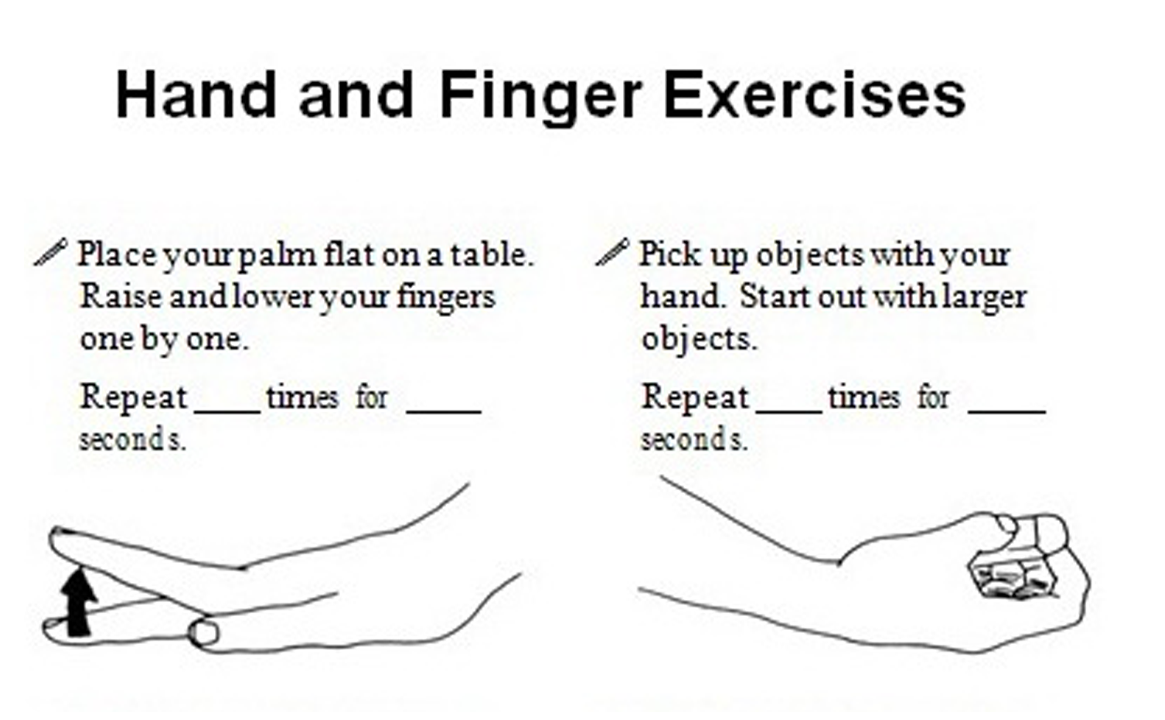 Hand and Finger Exercises
Place your palm flat on a table.
Raise and lower your fingers
one by one.
Repeat ____ times for ____
seconds.
Pick up objects with your
hand. Start out with larger
objects.
Repeat ____ times for ____
seconds.